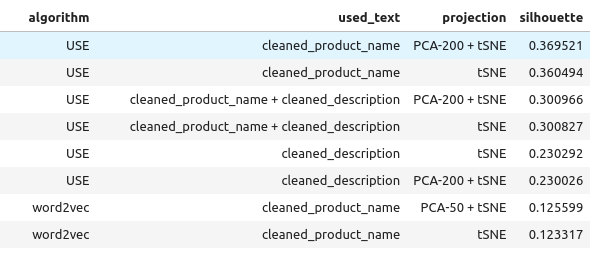 algorithm used_text projection silhouette
USE cleaned_product_name PCA-200 + tSNE 0.369521
USE cleaned_product_name tSNE 0.360494
USE cleaned_product_name + cleaned_description PCA-200 + tSNE 0.300966
USE cleaned_product_name + cleaned_description tSNE 0.300827
USE cleaned_description tSNE 0.230292
USE cleaned_description PCA-200 + tSNE 0.230026
word2vec cleaned_product_name PCA-50 + tSNE 0.125599
word2vec cleaned_product_name tSNE 0.123317